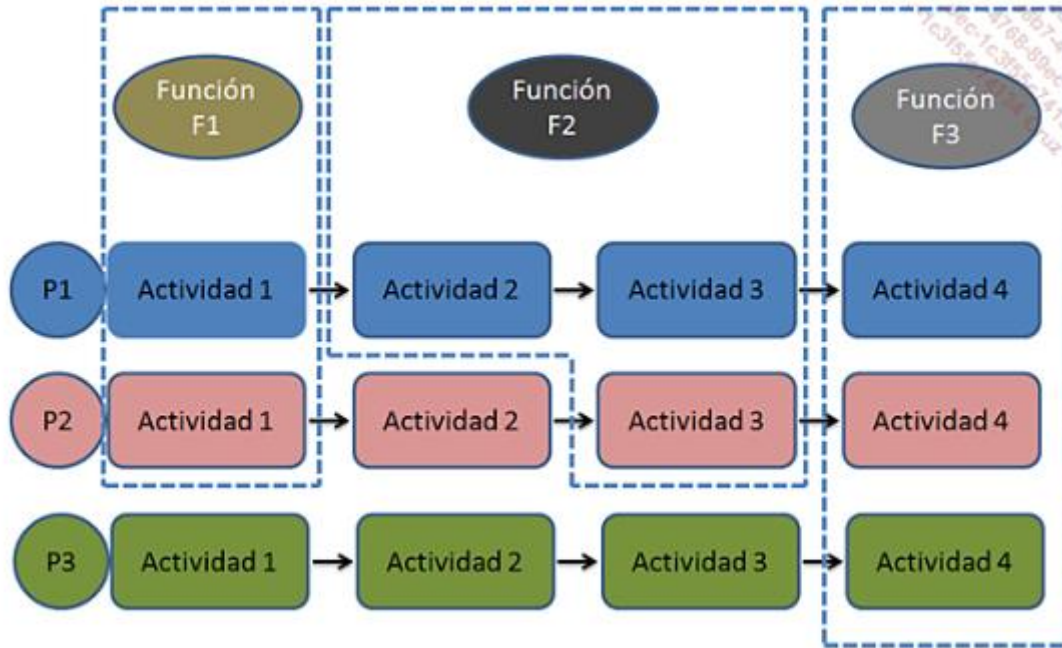 Función
F1
Función
F2
Función
F3
P1
Actividad 1
Actividad 2
Actividad 3
Actividad 4
P2
Actividad 1
Actividad 2
Actividad 3
Actividad 4
P3
Actividad 1
Actividad 2
Actividad 3
Actividad 4